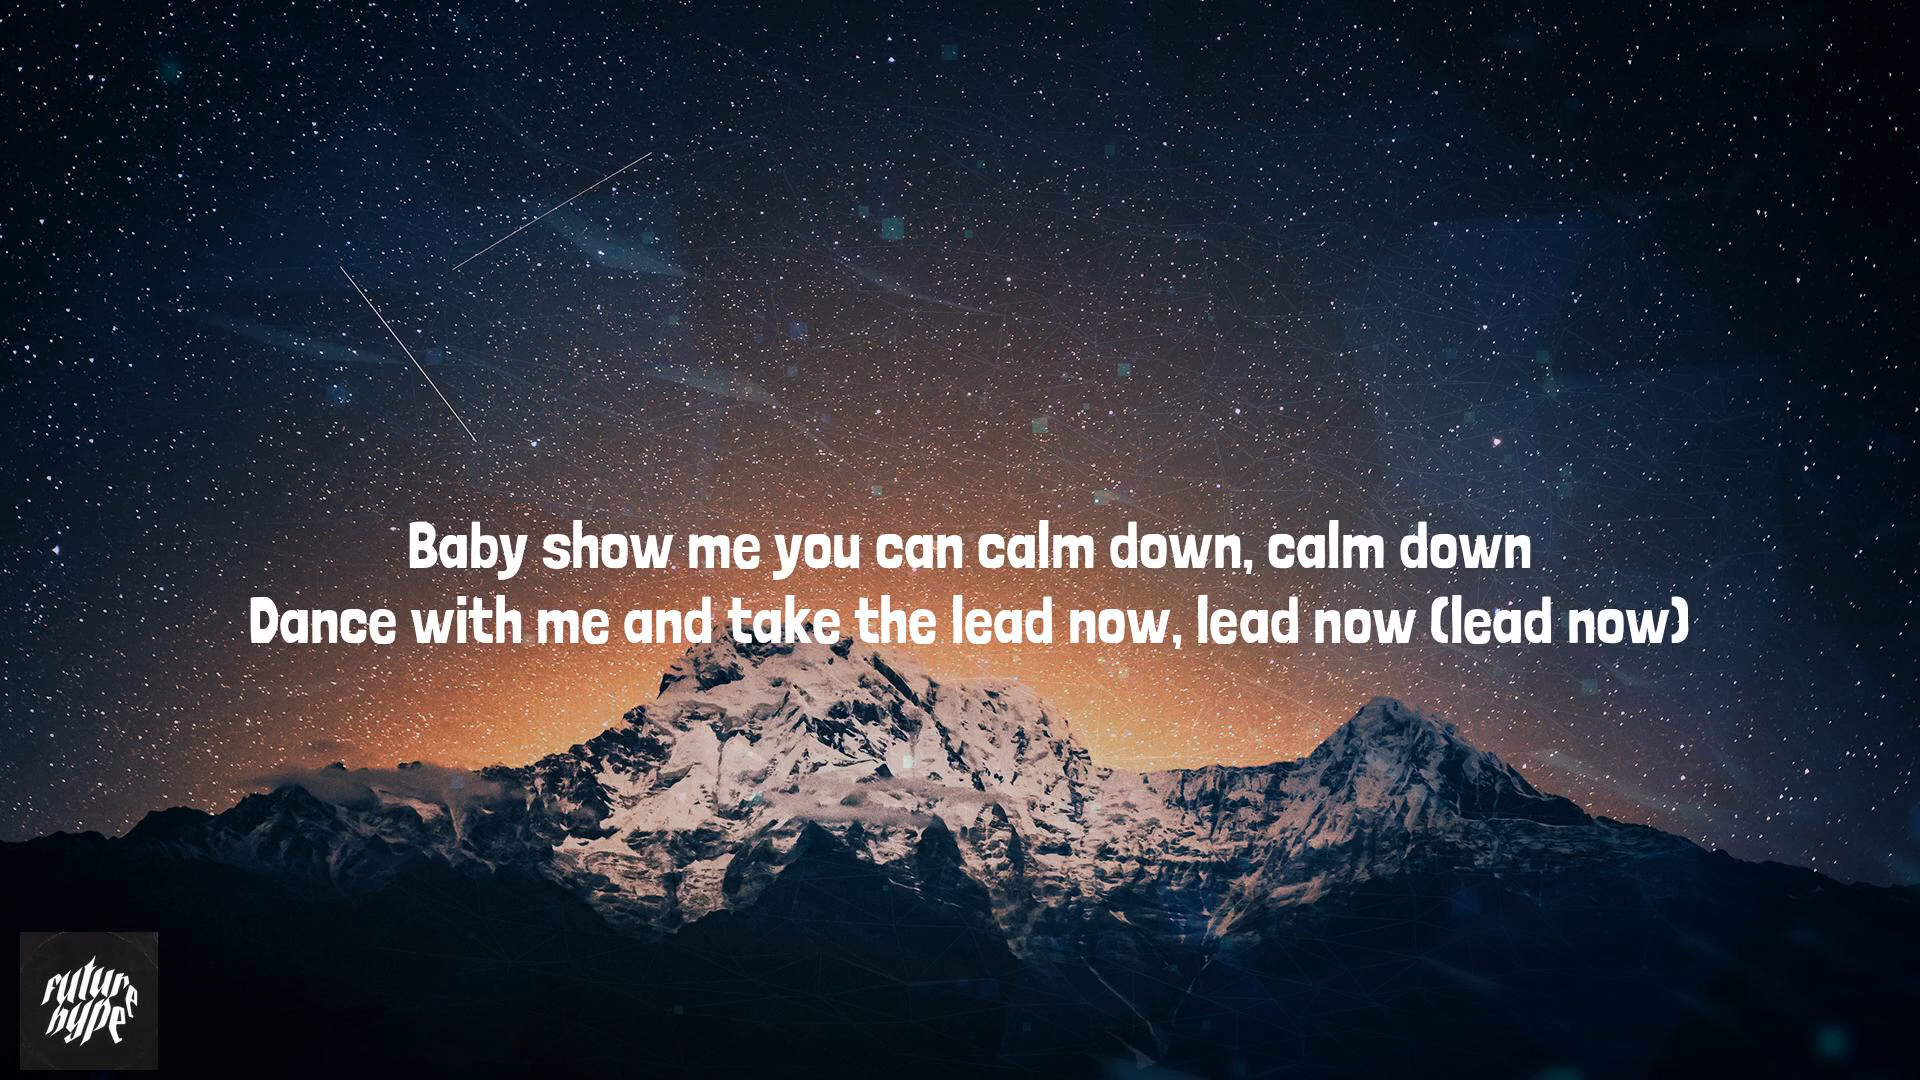 Baby show me you can calm down, calm down
Dance with me and take the lead now, lead now (lead now)
future
hype